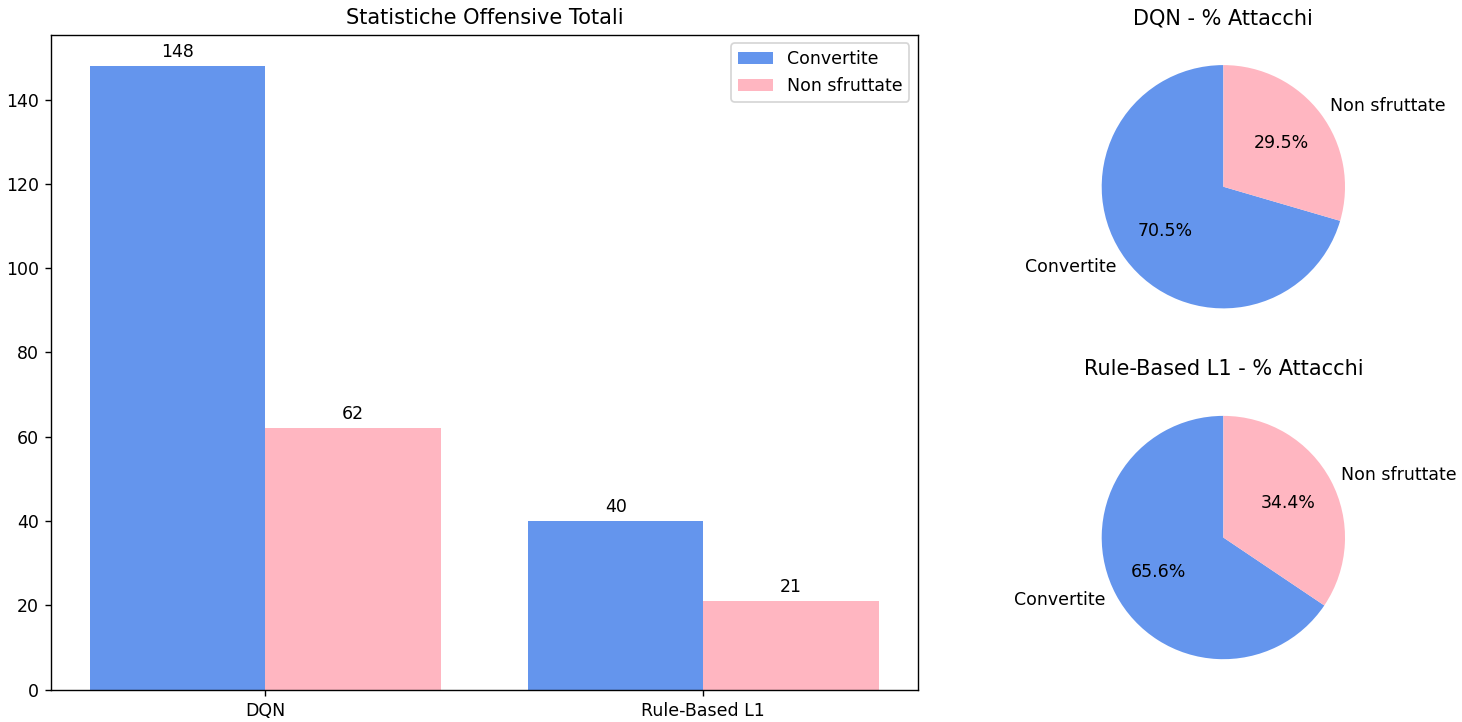 Statistiche Offensive Totali
148
62
40
21
Convertite
Non sfruttate
140
120
100
80
60
40
20
0
DQN
Rule-Based L1
DQN - % Attacchi
Non sfruttate
29.5%
70.5%
Convertite
Rule-Based L1 - % Attacchi
Non sfruttate
34.4%
65.6%
Convertite